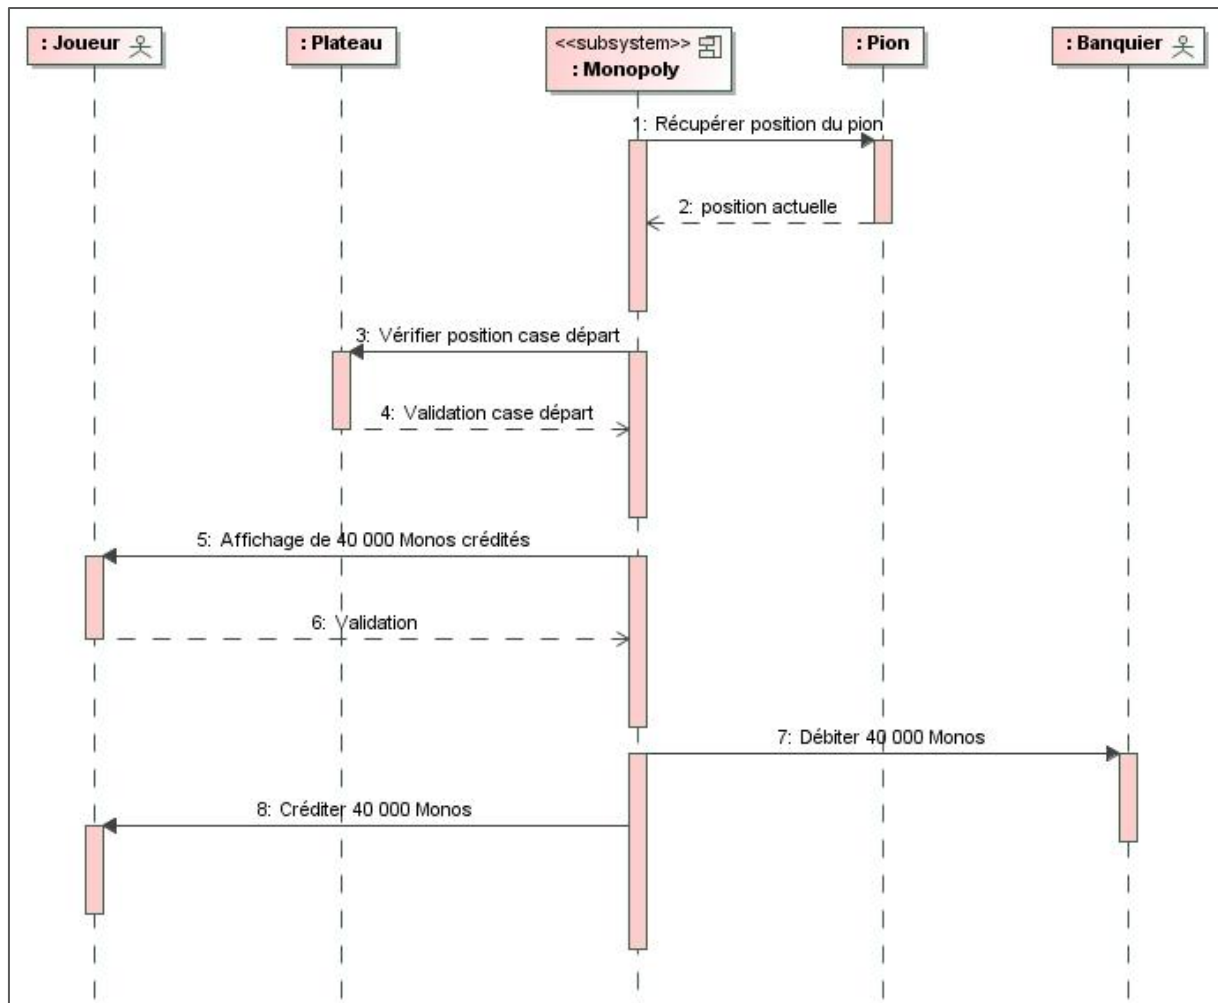 : Joueur
: Plateau
<<subsystem>>
: Monopoly
: Pion
: Banquier
1: Récupérer position du pion
2: position actuelle
3: Vérifier position case départ
4: Validation case départ
5: Affichage de 40 000 Monos crédités
6: Validation
7: Débiter 40 000 Monos
8: Créditer 40 000 Monos